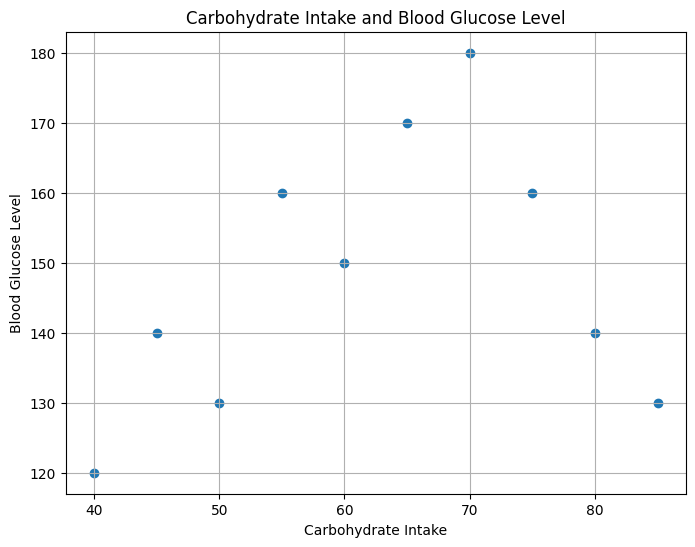 Carbohydrate Intake and Blood Glucose Level
Blood Glucose Level
180
170
160
150
140
130
120
40 50 60 70 80
Carbohydrate Intake